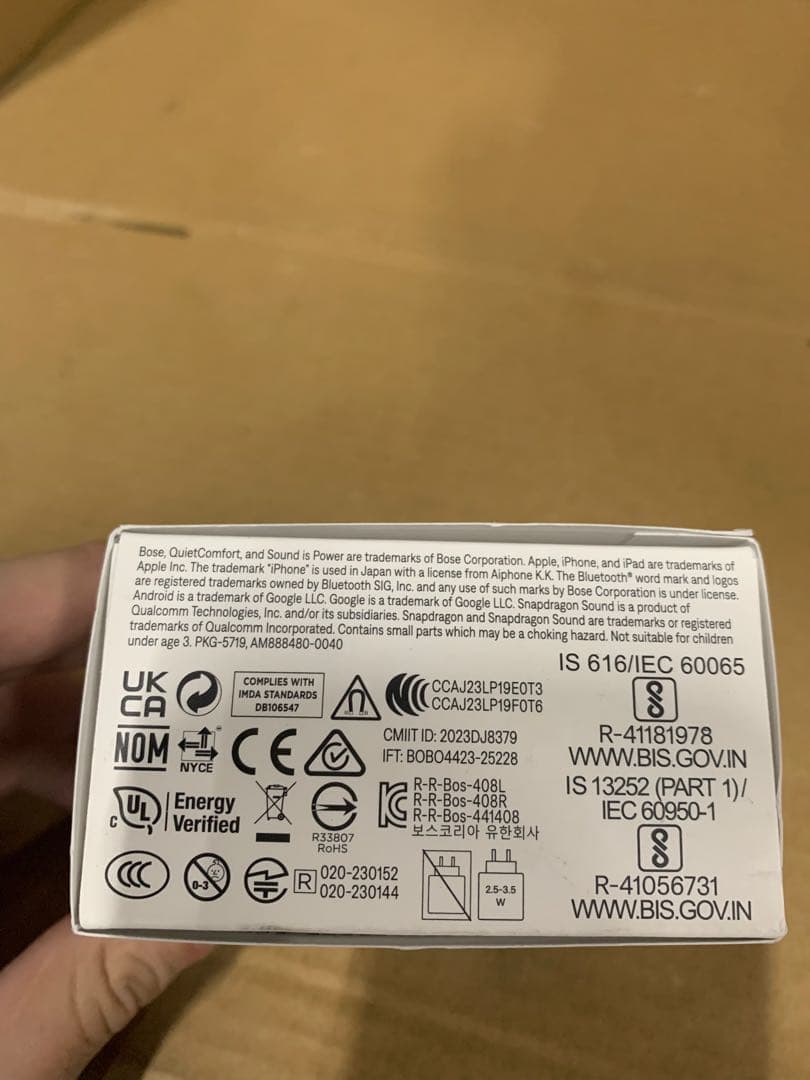 Bose, QuietComfort, and Sound is Power are trademarks of Bose Corporation. Apple, iPhone, and iPad are trademarks of
Apple Inc. The trademark "iPhone" is used in Japan with a license from Aiphone K.K. The Bluetooth® word mark and logos
are registered trademarks owned by Bluetooth SIG, Inc. and any use of such marks by Bose Corporation is under license.
Android is a trademark of Google LLC. Google is a trademark of Google LLC. Snapdragon Sound is a product of
Qualcomm Technologies, Inc. and/or its subsidiaries. Snapdragon and Snapdragon Sound are trademarks or registered
trademarks of Qualcomm Incorporated. Contains small parts which may be a choking hazard. Not suitable for children
under age 3. PKG-5719, AM888480-0040
UK
CA
COMPLIES WITH
IMDA STANDARDS
DB106547
CCAJ23LP19E0T3
CCAJ23LP19F0T6
NOM
NYCE
CE
CMIIT ID: 2023DJ8379
IFT: BOBO4423-25228
C UL Energy
Verified
R33807
RoHS
R-R-Bos-408L
R-R-Bos-408R
R-R-Bos-441408
보스코리아 유한회사
CCC
0-3
R 020-230152
020-230144
2.5-3.5
W
IS 616/IEC 60065
R-41181978
WWW.BIS.GOV.IN
IS 13252 (PART 1)/
IEC 60950-1
R-41056731
WWW.BIS.GOV.IN